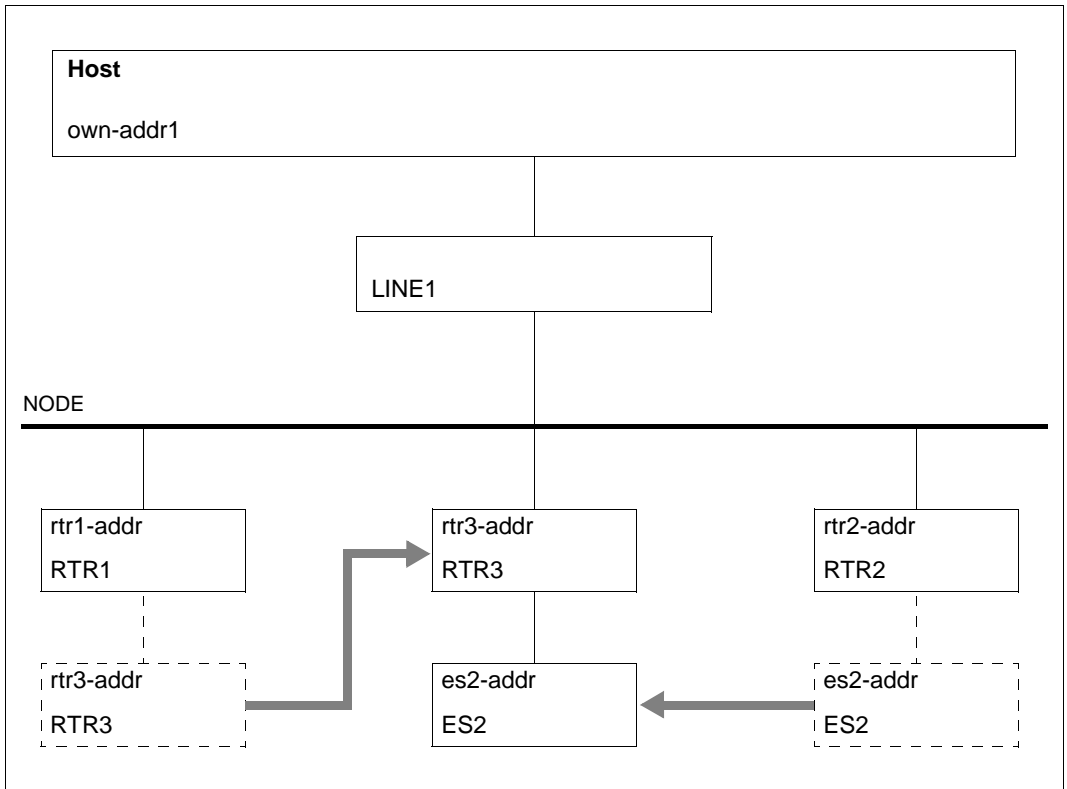 Host
own-addr1
LINE1
NODE
rtr1-addr
RTR1
rtr3-addr
RTR3
rtr2-addr
RTR2
rtr3-addr
RTR3
es2-addr
ES2
es2-addr
ES2